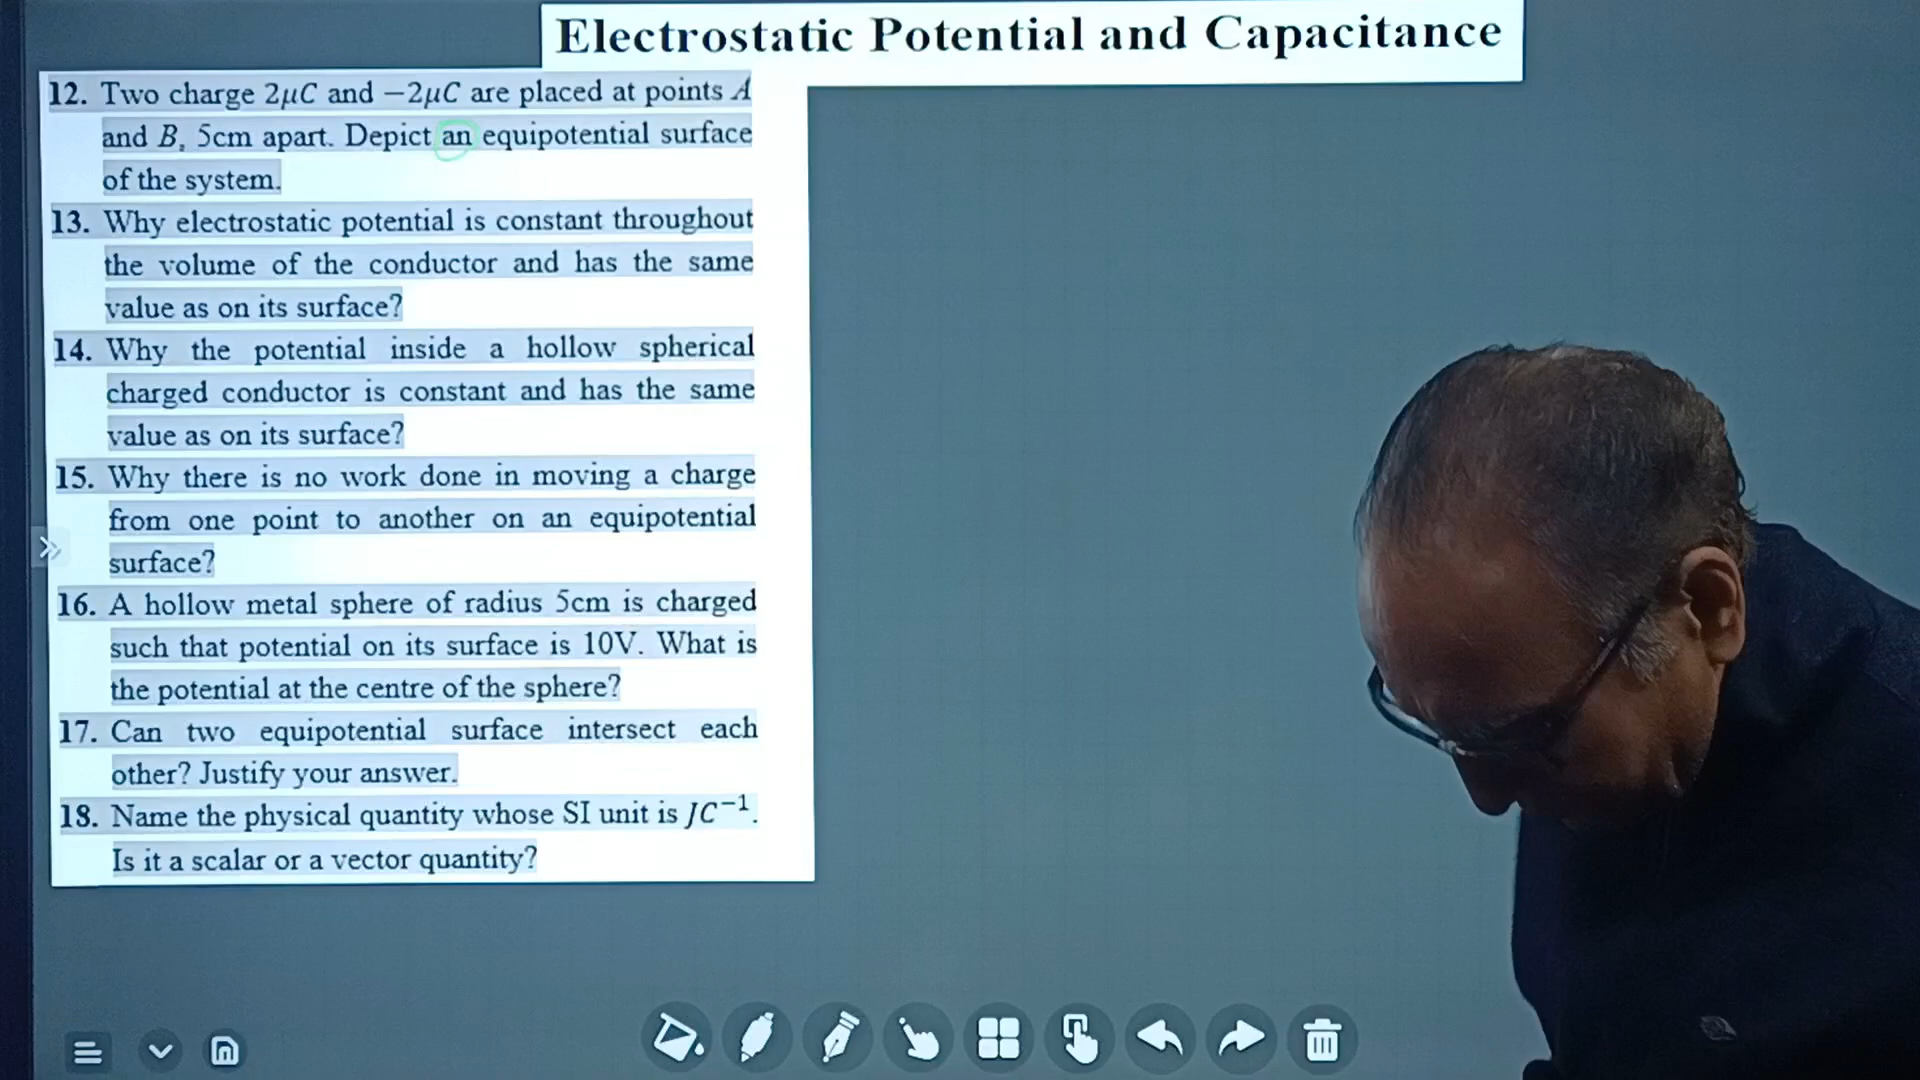 Electrostatic Potential and Capacitance
12. Two charge 2μC and −2μC are placed at points A
and B, 5cm apart. Depict an equipotential surface
of the system.
13. Why electrostatic potential is constant throughout
the volume of the conductor and has the same
value as on its surface?
14. Why the potential inside a hollow spherical
charged conductor is constant and has the same
value as on its surface?
15. Why there is no work done in moving a charge
from one point to another on an equipotential
surface?
16. A hollow metal sphere of radius 5cm is charged
such that potential on its surface is 10V. What is
the potential at the centre of the sphere?
17. Can two equipotential surface intersect each
other? Justify your answer.
18. Name the physical quantity whose SI unit is JC⁻¹.
Is it a scalar or a vector quantity?